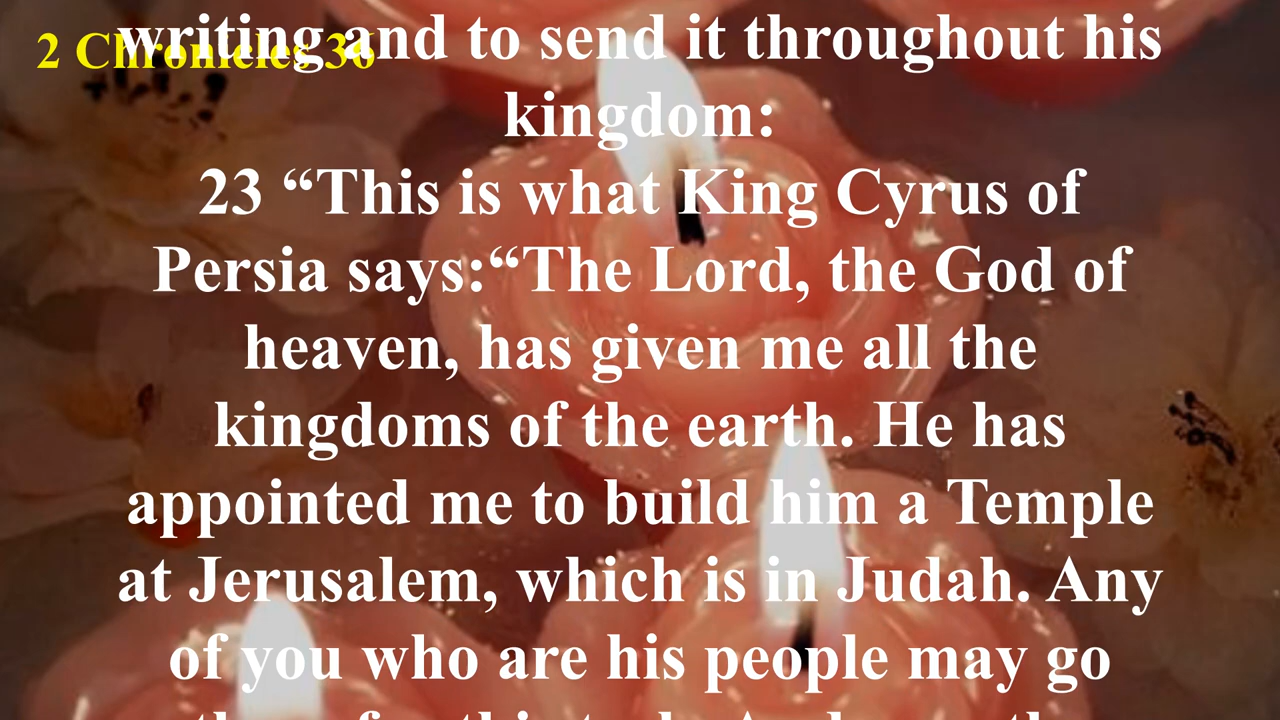 2 Chronicles 36
writing and to send it throughout his
kingdom:
23 “This is what King Cyrus of
Persia says:“The Lord, the God of
heaven, has given me all the
kingdoms of the earth. He has
appointed me to build him a Temple
at Jerusalem, which is in Judah. Any
of you who are his people may go